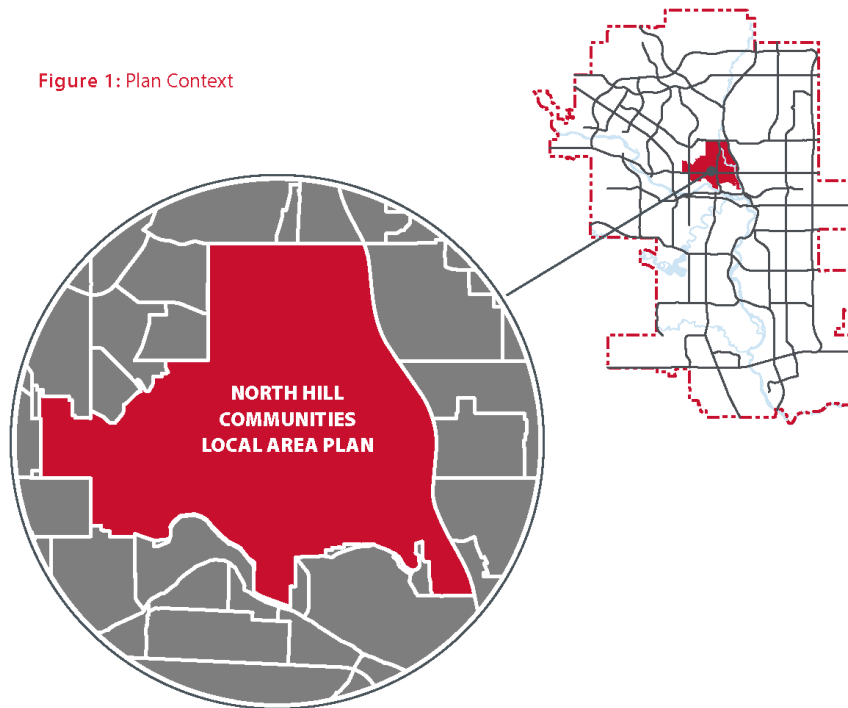 Figure 1: Plan Context
NORTH HILL
COMMUNITIES
LOCAL AREA PLAN